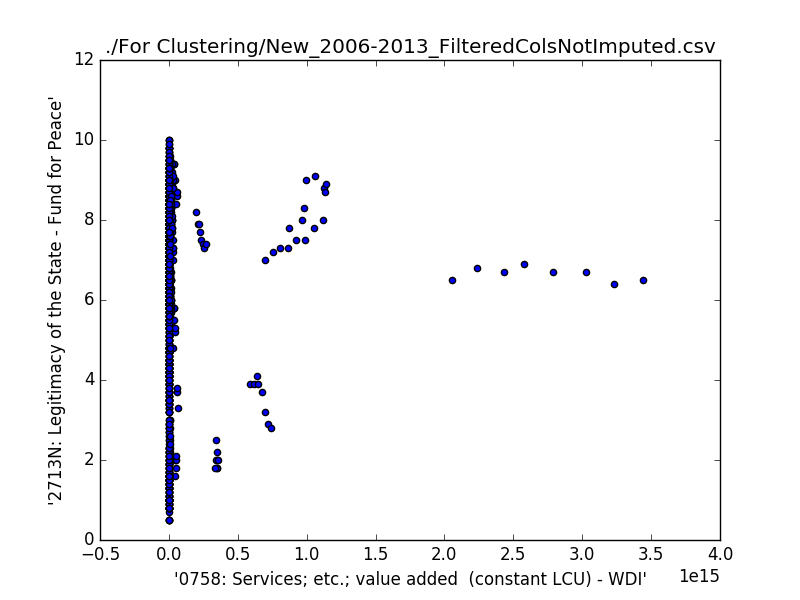 ./For Clustering/New_2006-2013_FilteredColsNotImputed.csv
12
10
8
6
4
2
0
'2713N: Legitimacy of the State - Fund for Peace'
−0.5 0.0 0.5 1.0 1.5 2.0 2.5 3.0 3.5 4.0
1e15
'0758: Services; etc.; value added  (constant LCU) - WDI'